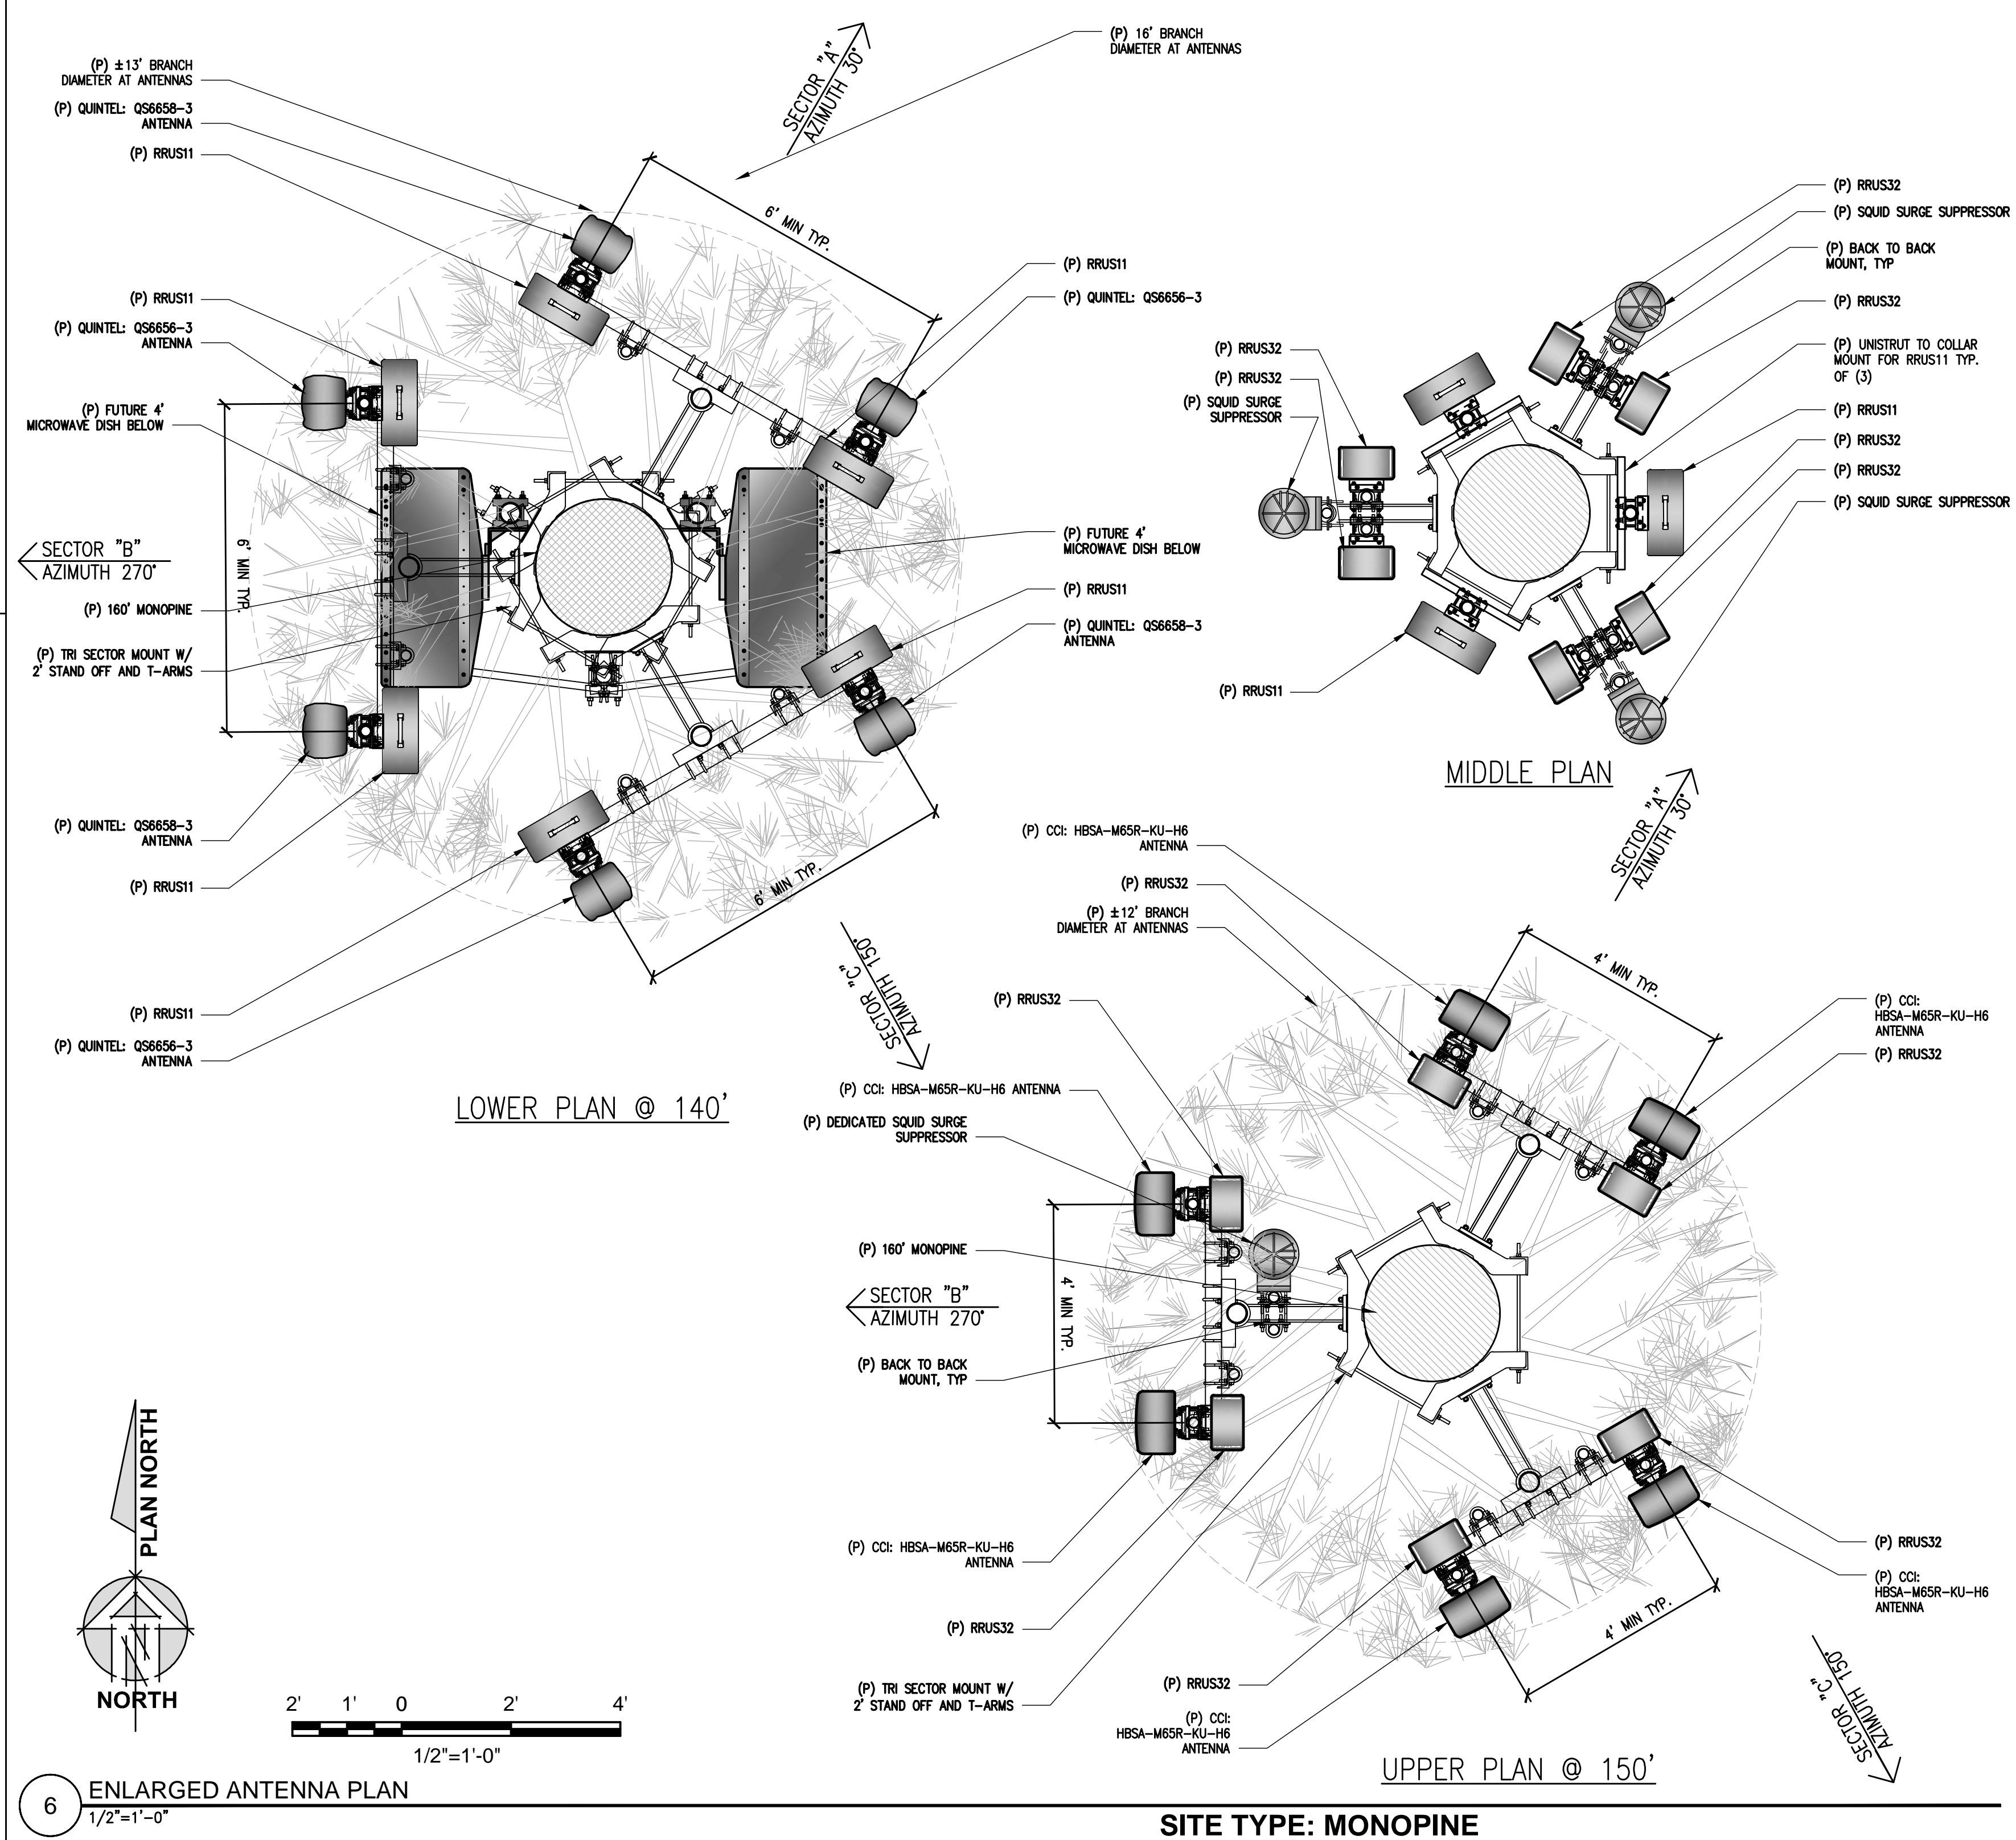 (P) ±13' BRANCH
DIAMETER AT ANTENNAS
(P) QUINTEL: QS6658-3
ANTENNA
(P) RRUS11
(P) RRUS11
(P) QUINTEL: QS6656-3
ANTENNA
(P) FUTURE 4'
MICROWAVE DISH BELOW
SECTOR "B"
AZIMUTH 270°
(P) 160' MONOPINE
(P) TRI SECTOR MOUNT W/
2' STAND OFF AND T-ARMS
(P) QUINTEL: QS6658-3
ANTENNA
(P) RRUS11
(P) RRUS11
(P) QUINTEL: QS6656-3
ANTENNA
6' MIN TYP.
SECTOR "A"
AZIMUTH 30°
(P) 16' BRANCH
DIAMETER AT ANTENNAS
6' MIN TYP.
(P) RRUS11
(P) QUINTEL: QS6656-3
(P) FUTURE 4'
MICROWAVE DISH BELOW
(P) RRUS11
(P) QUINTEL: QS6658-3
ANTENNA
6' MIN TYP.
SECTOR "C"
AZIMUTH 150°
LOWER PLAN @ 140'
(P) RRUS32
(P) RRUS32
(P) SQUID SURGE
SUPPRESSOR
(P) RRUS11
(P) RRUS32
(P) SQUID SURGE SUPPRESSOR
(P) BACK TO BACK
MOUNT, TYP
(P) RRUS32
(P) UNISTRUT TO COLLAR
MOUNT FOR RRUS11 TYP.
OF (3)
(P) RRUS11
(P) RRUS32
(P) RRUS32
(P) SQUID SURGE SUPPRESSOR
MIDDLE PLAN
SECTOR "A"
AZIMUTH 30°
(P) CCI: HBSA-M65R-KU-H6
ANTENNA
(P) RRUS32
(P) ±12' BRANCH
DIAMETER AT ANTENNAS
(P) RRUS32
(P) CCI: HBSA-M65R-KU-H6 ANTENNA
(P) DEDICATED SQUID SURGE
SUPPRESSOR
(P) 160' MONOPINE
SECTOR "B"
AZIMUTH 270°
(P) BACK TO BACK
MOUNT, TYP
(P) CCI: HBSA-M65R-KU-H6
ANTENNA
(P) RRUS32
(P) TRI SECTOR MOUNT W/
2' STAND OFF AND T-ARMS
(P) RRUS32
(P) CCI:
HBSA-M65R-KU-H6
ANTENNA
4' MIN TYP.
4' MIN TYP.
(P) CCI:
HBSA-M65R-KU-H6
ANTENNA
(P) RRUS32
(P) RRUS32
(P) CCI:
HBSA-M65R-KU-H6
ANTENNA
4' MIN TYP.
SECTOR "C"
AZIMUTH 150°
UPPER PLAN @ 150'
PLAN NORTH
NORTH
2' 1' 0 2' 4'
1/2"=1'-0"
6 ENLARGED ANTENNA PLAN
1/2"=1'-0"
SITE TYPE: MONOPINE